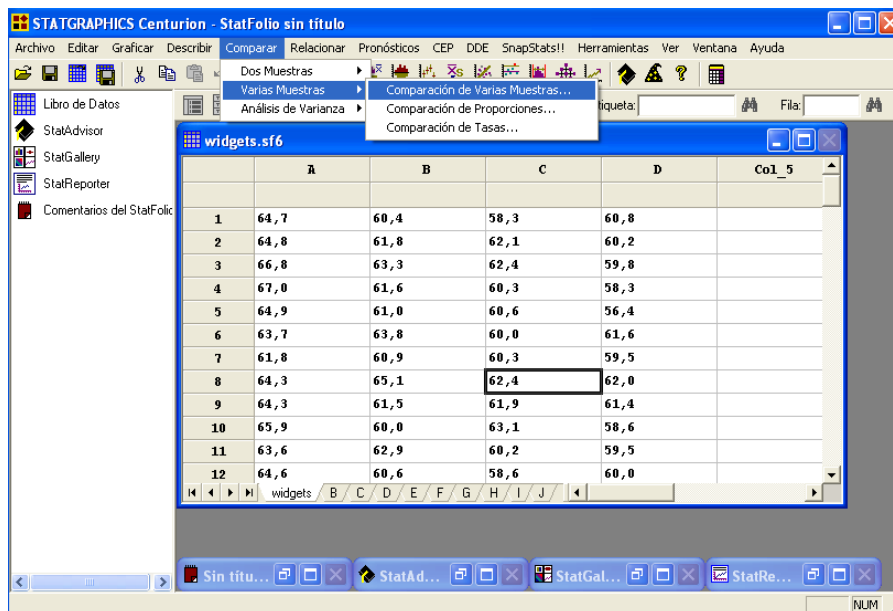 STATGRAPHICS Centurion - StatFolio sin título
Archivo Editar Graficar Describir Comparar Relacionar Pronósticos CEP DDE SnapStats!! Herramientas Ver Ventana Ayuda
Dos Muestras
Varias Muestras
Análisis de Varianza
Comparación de Varias Muestras...
Comparación de Proporciones...
Comparación de Tasas...
Fila:
Libro de Datos
StatAdvisor
StatGallery
StatReporter
Comentarios del StatFolio
widgets.sf6
A B C D Col_5
1 64,7 60,4 58,3 60,8
2 64,8 61,8 62,1 60,2
3 66,8 63,3 62,4 59,8
4 67,0 61,6 60,3 58,3
5 64,9 61,0 60,6 56,4
6 63,7 63,8 60,0 61,6
7 61,8 60,9 60,3 59,5
8 64,3 65,1 62,4 62,0
9 64,3 61,5 61,9 61,4
10 65,9 60,0 63,1 58,6
11 63,6 62,9 60,2 59,5
12 64,6 60,6 58,6 60,0
widgets B C D E F G H I J
Sin títu... StatAd... StatGal... StatRe...
NUM